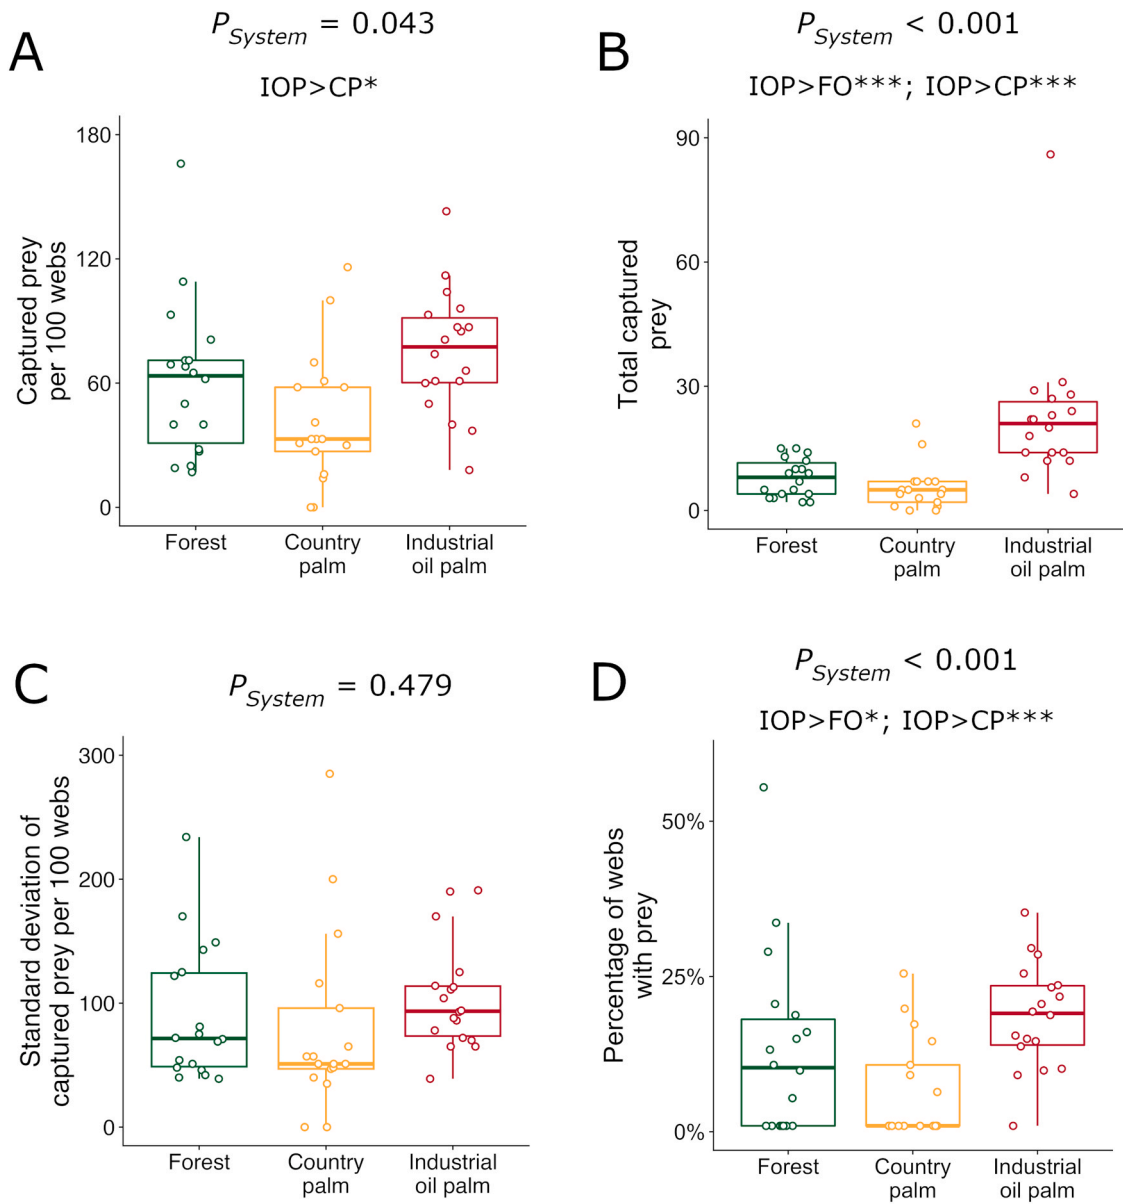 A
P_System = 0.043
IOP>CP*
Captured prey
per 100 webs
180
120
60
0
Forest
Country
palm
Industrial
oil palm
B
P_System < 0.001
IOP>FO***; IOP>CP***
Total captured
prey
90
60
30
0
Forest
Country
palm
Industrial
oil palm
C
P_System = 0.479
Standard deviation of
captured prey per 100 webs
300
200
100
0
Forest
Country
palm
Industrial
oil palm
D
P_System < 0.001
IOP>FO*; IOP>CP***
Percentage of webs
with prey
50%
25%
0%
Forest
Country
palm
Industrial
oil palm